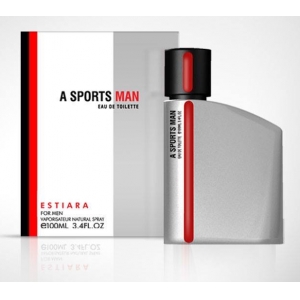 A SPORTS MAN
EAU DE TOILETTE
ESTIARA
FOR MEN
VAPORISATEUR NATURAL SPRAY
℮100ML 3.4FL.OZ
A SPORTS MAN